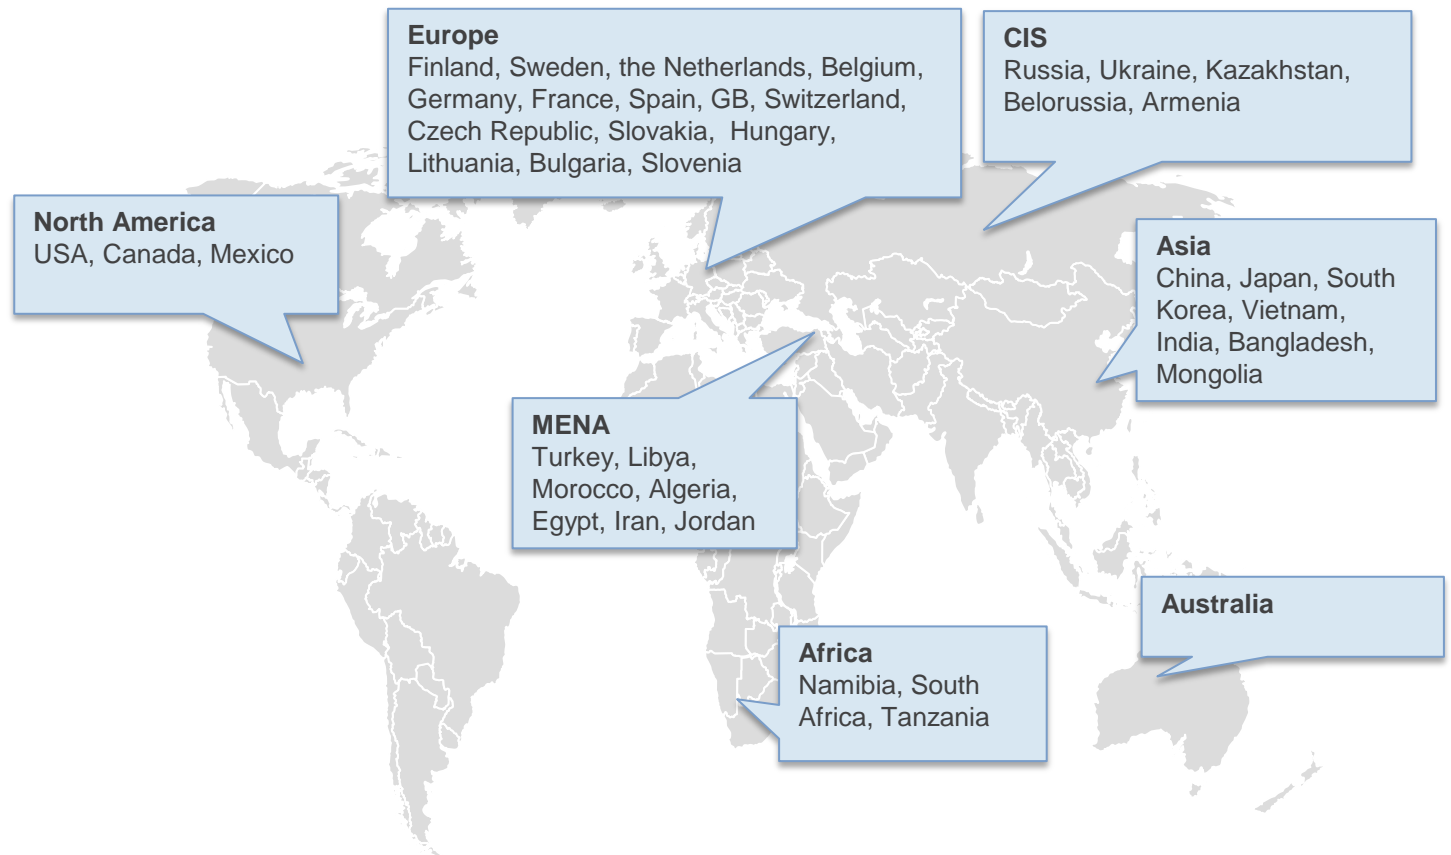 Europe
Finland, Sweden, the Netherlands, Belgium,
Germany, France, Spain, GB, Switzerland,
Czech Republic, Slovakia,  Hungary,
Lithuania, Bulgaria, Slovenia
CIS
Russia, Ukraine, Kazakhstan,
Belorussia, Armenia
North America
USA, Canada, Mexico
Asia
China, Japan, South
Korea, Vietnam,
India, Bangladesh,
Mongolia
MENA
Turkey, Libya,
Morocco, Algeria,
Egypt, Iran, Jordan
Australia
Africa
Namibia, South
Africa, Tanzania